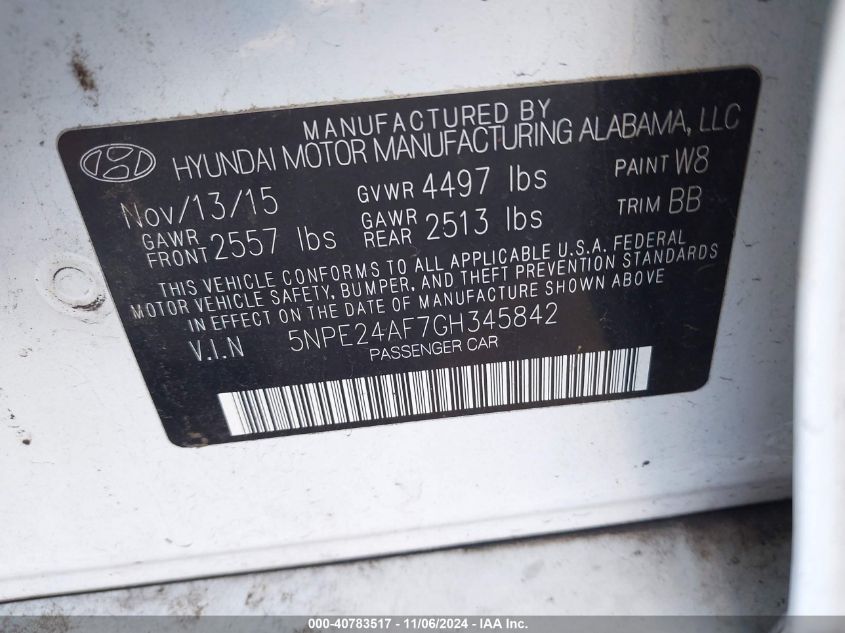 MANUFACTURED BY
HYUNDAI MOTOR MANUFACTURING ALABAMA, LLC
Nov/13/15 GVWR 4497 lbs PAINT W8
GAWR FRONT 2557 lbs GAWR REAR 2513 lbs TRIM BB
THIS VEHICLE CONFORMS TO ALL APPLICABLE U.S.A. FEDERAL
MOTOR VEHICLE SAFETY, BUMPER, AND THEFT PREVENTION STANDARDS
IN EFFECT ON THE DATE OF MANUFACTURE SHOWN ABOVE
V.I.N 5NPE24AF7GH345842
PASSENGER CAR
000-40783517 - 11/06/2024 - IAA Inc.